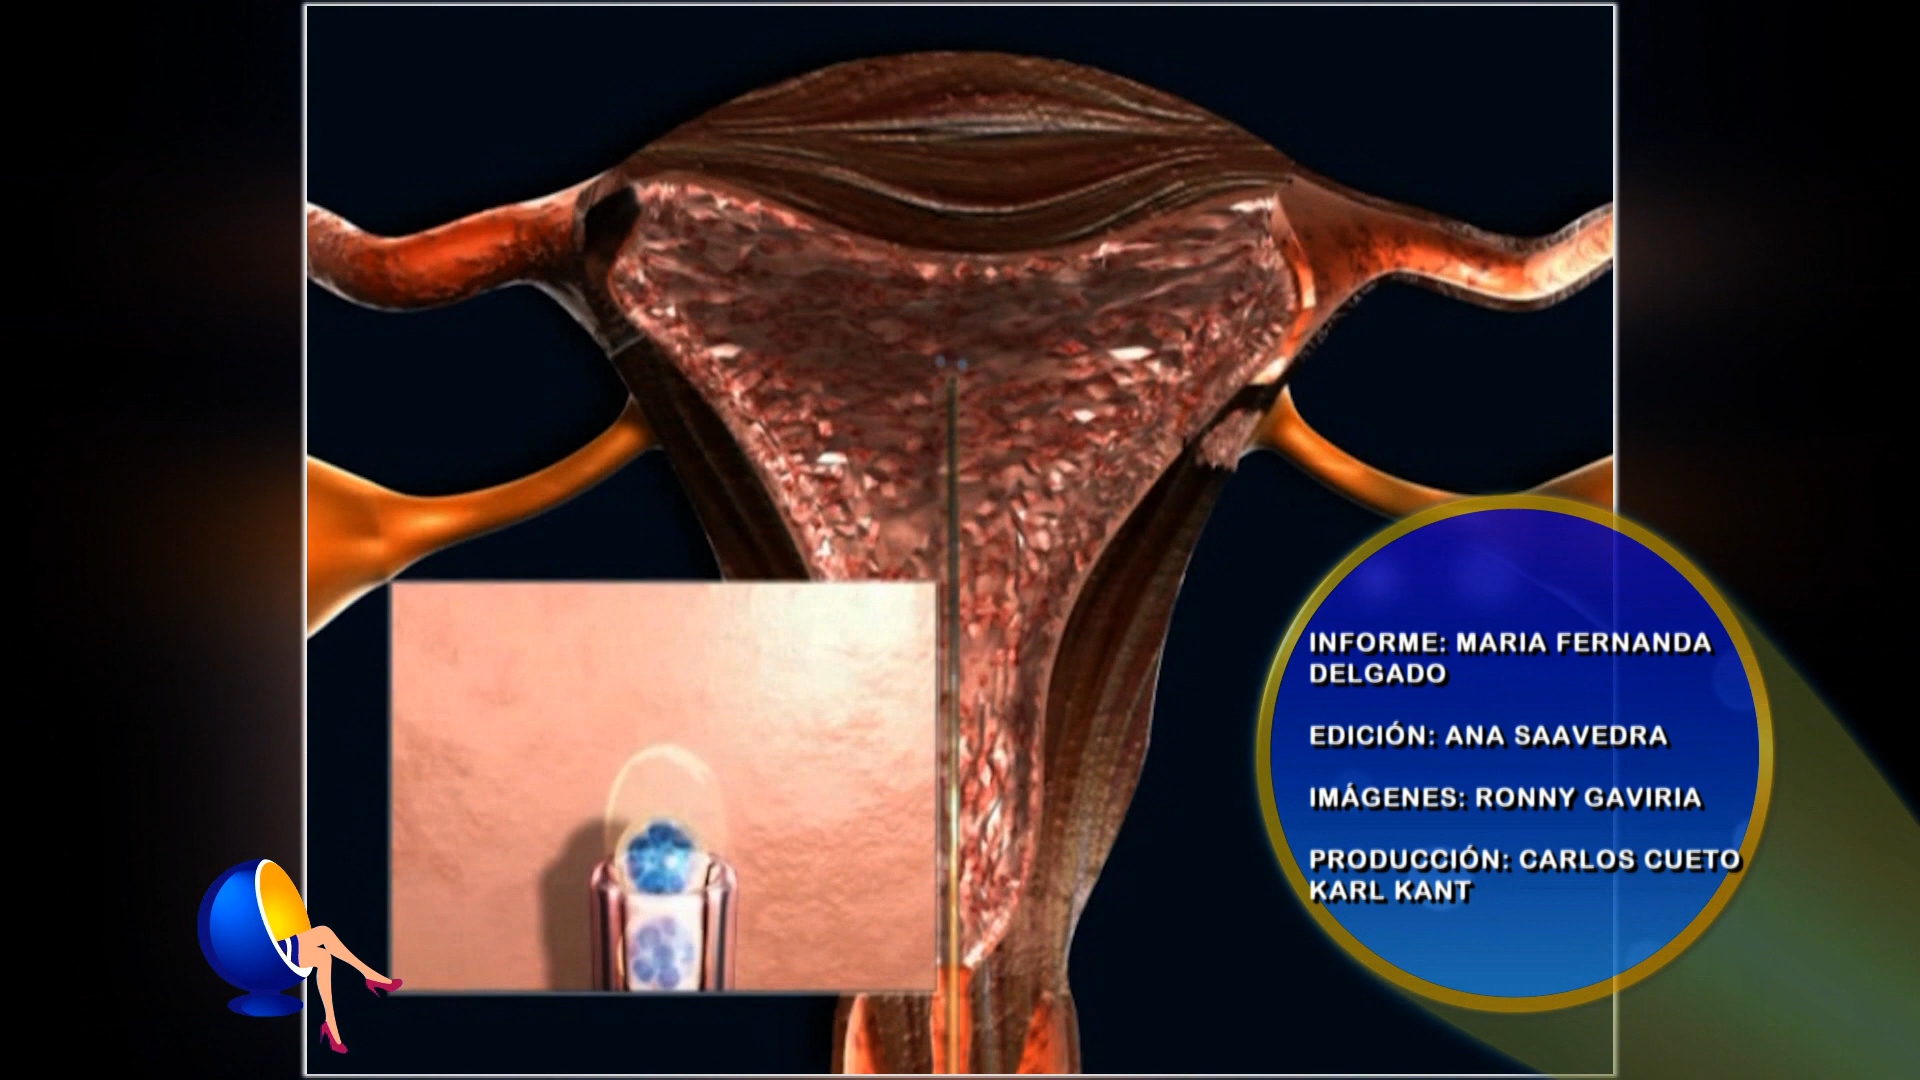 INFORME: MARIA FERNANDA
DELGADO
EDICIÓN: ANA SAAVEDRA
IMÁGENES: RONNY GAVIRIA
PRODUCCIÓN: CARLOS CUETO
KARL KANT